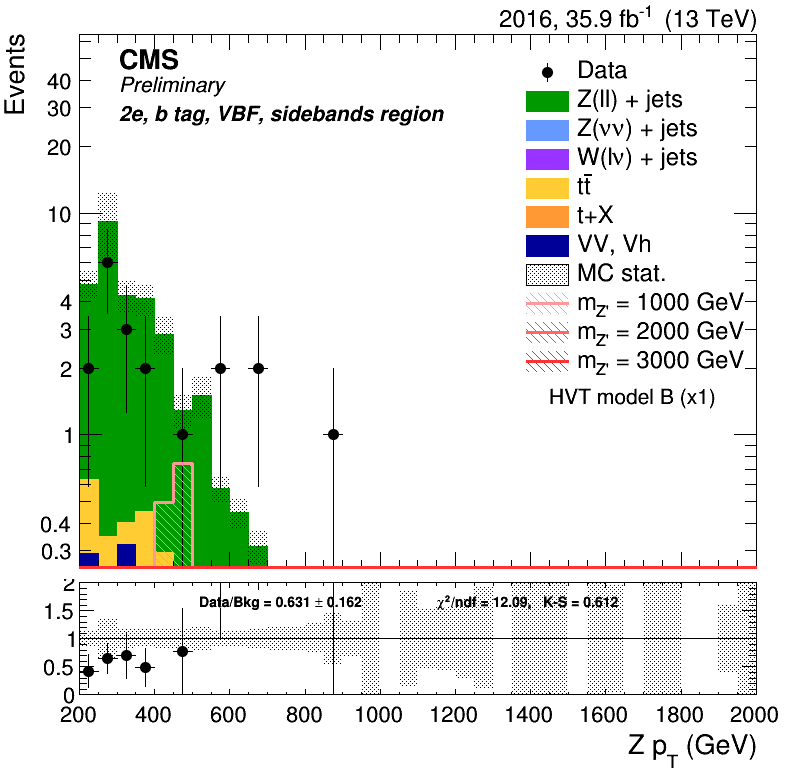 2016, 35.9 fb⁻¹ (13 TeV)
CMS
Preliminary
2e, b tag, VBF, sidebands region
Events
40
30
20
10
4
3
2
1
0.4
0.3
Data
Z(ll) + jets
Z(νν) + jets
W(lν) + jets
tt̄
t+X
VV, Vh
MC stat.
m_Z' = 1000 GeV
m_Z' = 2000 GeV
m_Z' = 3000 GeV
HVT model B (x1)
Data/Bkg = 0.631 ± 0.162
χ²/ndf = 12.09, K-S = 0.612
2
1.5
1
0.5
0
200 400 600 800 1000 1200 1400 1600 1800 2000
Z p_T (GeV)